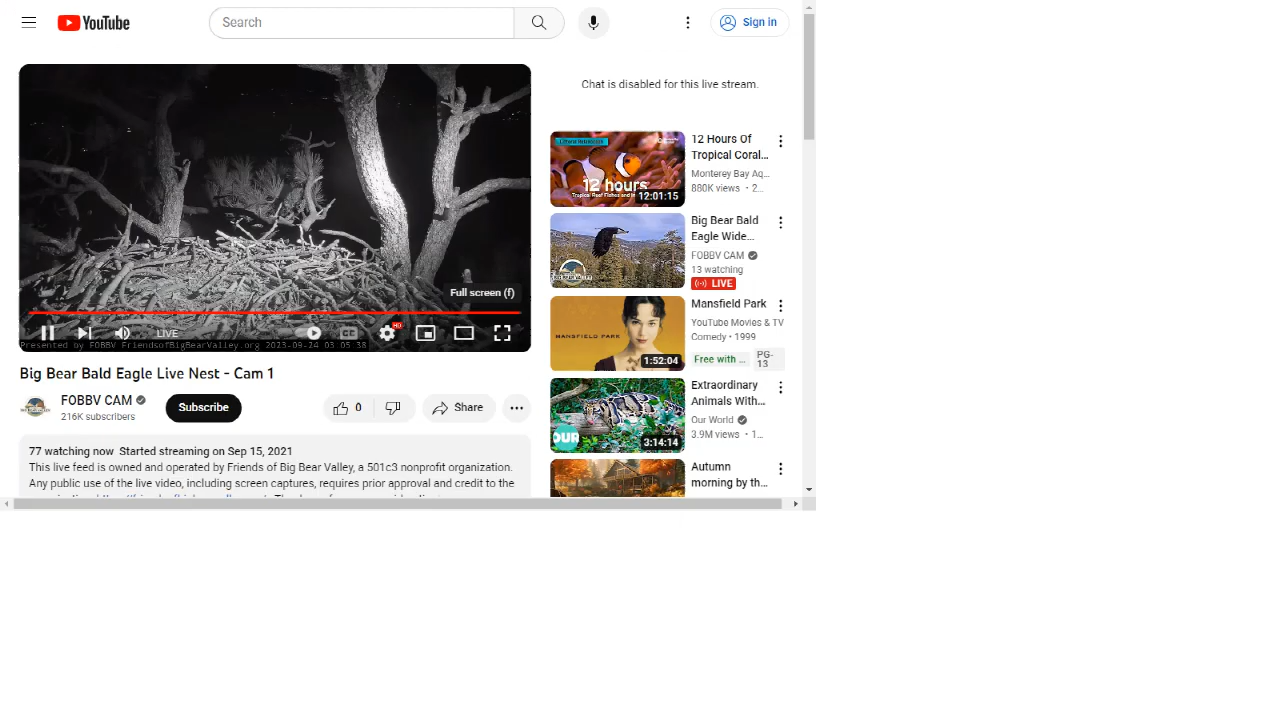 YouTube
Search
Sign in
Chat is disabled for this live stream.
Full screen (f)
LIVE
HD
Presented by FOBBV FriendsofBigBearValley.org 2023-09-24 03 05 38
Big Bear Bald Eagle Live Nest - Cam 1
FOBBV CAM
216K subscribers
Subscribe
0
Share
77 watching now Started streaming on Sep 15, 2021
This live feed is owned and operated by Friends of Big Bear Valley, a 501c3 nonprofit organization.
Any public use of the live video, including screen captures, requires prior approval and credit to the
12 hours
12:01:15
12 Hours Of
Tropical Coral...
Monterey Bay Aq...
880K views • 2...
Big Bear Bald
Eagle Wide...
FOBBV CAM
13 watching
LIVE
MANSFIELD PARK
1:52:04
Mansfield Park
YouTube Movies & TV
Comedy • 1999
Free with ...
PG-
13
OUR
3:14:14
Extraordinary
Animals With...
Our World
3.9M views • 1...
Autumn
morning by th...